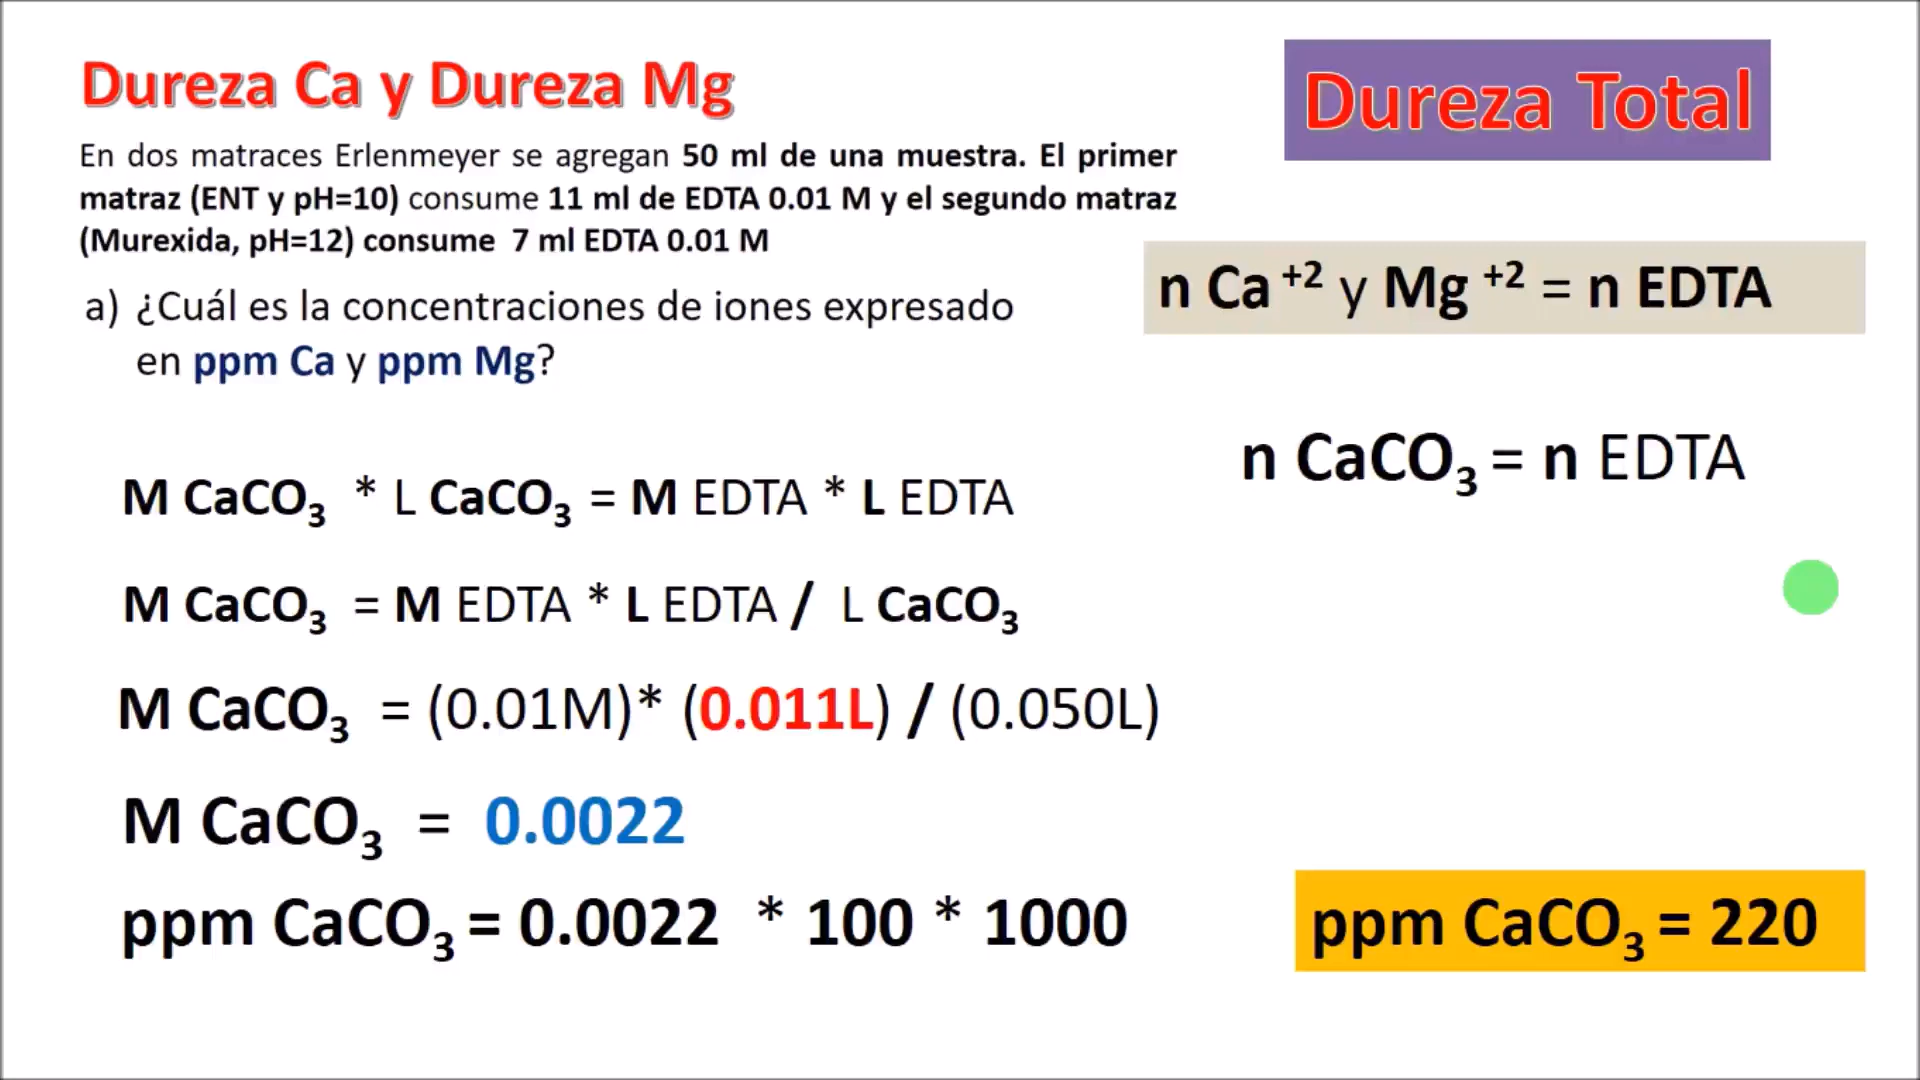 Dureza Ca y Dureza Mg
Dureza Total
En dos matraces Erlenmeyer se agregan 50 ml de una muestra. El primer
matraz (ENT y pH=10) consume 11 ml de EDTA 0.01 M y el segundo matraz
(Murexida, pH=12) consume 7 ml EDTA 0.01 M
n Ca⁺² y Mg⁺² = n EDTA
a) ¿Cuál es la concentraciones de iones expresado
en ppm Ca y ppm Mg?
n CaCO₃ = n EDTA
M CaCO₃ * L CaCO₃ = M EDTA * L EDTA
M CaCO₃ = M EDTA * L EDTA / L CaCO₃
M CaCO₃ = (0.01M)* (0.011L) / (0.050L)
M CaCO₃ = 0.0022
ppm CaCO₃ = 0.0022 * 100 * 1000
ppm CaCO₃ = 220